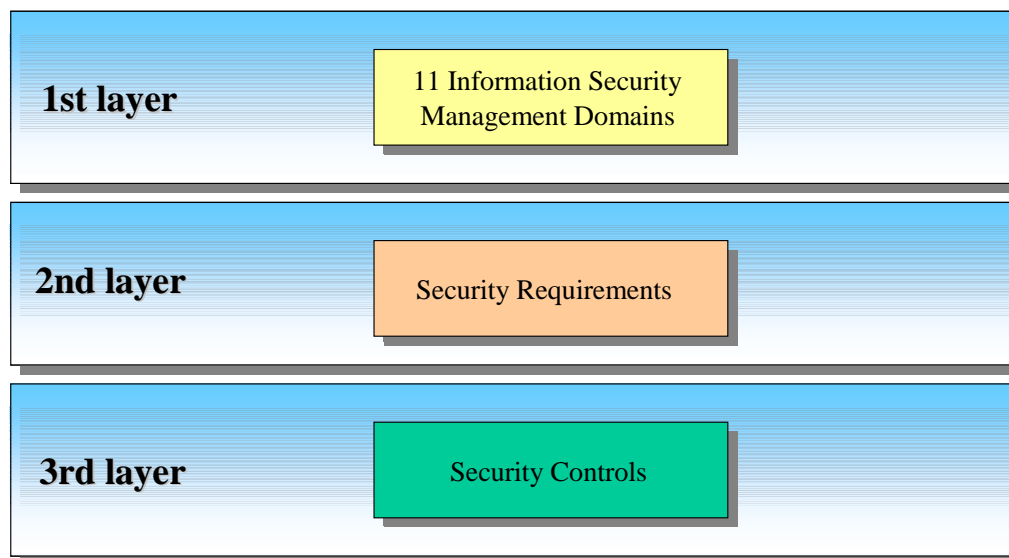 1st layer
11 Information Security
Management Domains
2nd layer
Security Requirements
3rd layer
Security Controls